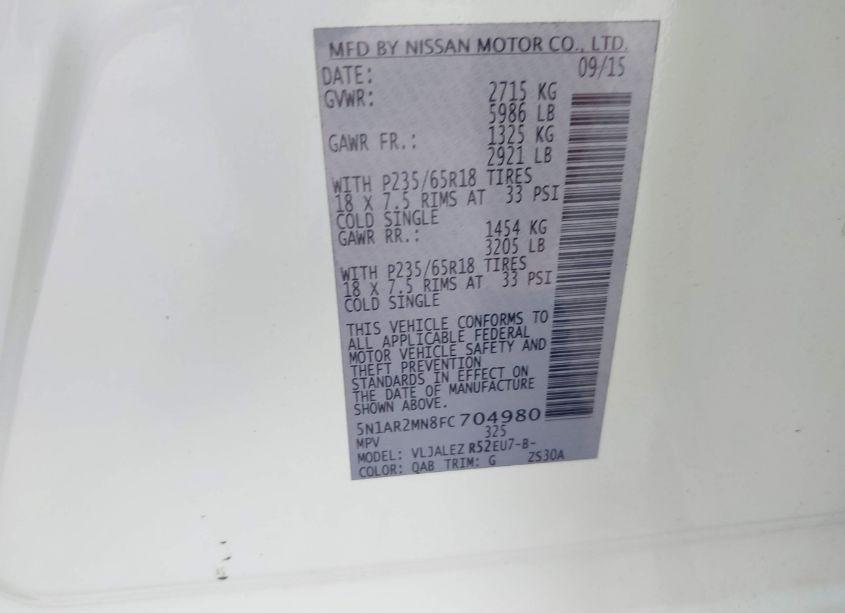 MFD BY NISSAN MOTOR CO., LTD.
DATE: 09/15
GVWR: 2715 KG
5986 LB
GAWR FR.: 1325 KG
2921 LB
WITH P235/65R18 TIRES
18 X 7.5 RIMS AT 33 PSI
COLD SINGLE
GAWR RR.: 1454 KG
3205 LB
WITH P235/65R18 TIRES
18 X 7.5 RIMS AT 33 PSI
COLD SINGLE
THIS VEHICLE CONFORMS TO
ALL APPLICABLE FEDERAL
MOTOR VEHICLE SAFETY AND
THEFT PREVENTION
STANDARDS IN EFFECT ON
THE DATE OF MANUFACTURE
SHOWN ABOVE.
5N1AR2MN8FC704980
MPV 325
MODEL: VLJALEZ R52EU7-B-
COLOR: QAB TRIM: G ZS30A